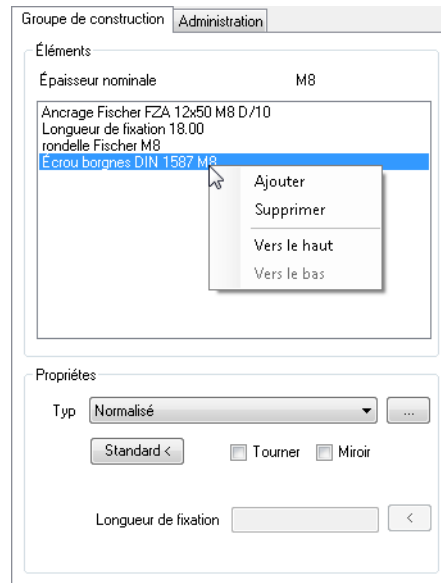 Groupe de construction Administration
Éléments
Épaisseur nominale M8
Ancrage Fischer FZA 12x50 M8 D/10
Longueur de fixation 18.00
rondelle Fischer M8
Écrou borgnes DIN 1587 M8
Ajouter
Supprimer
Vers le haut
Vers le bas
Propriétes
Typ Normalisé ...
Standard < Tourner Miroir
Longueur de fixation <